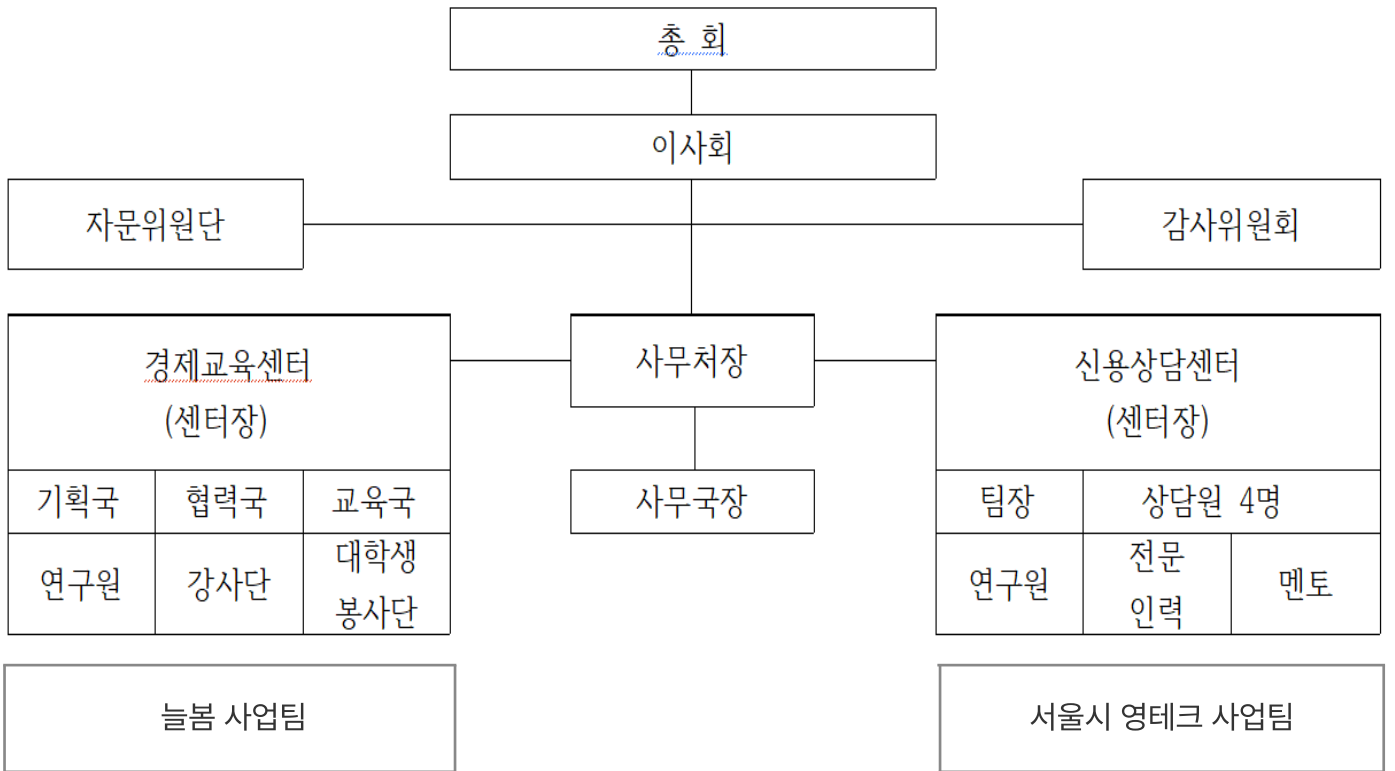 총 회
이사회
자문위원단
감사위원회
경제교육센터
(센터장)
사무처장
신용상담센터
(센터장)
기획국 협력국 교육국
사무국장
팀장 상담원 4명
연구원 강사단 대학생
봉사단
연구원 전문
인력 멘토
늘봄 사업팀
서울시 영테크 사업팀